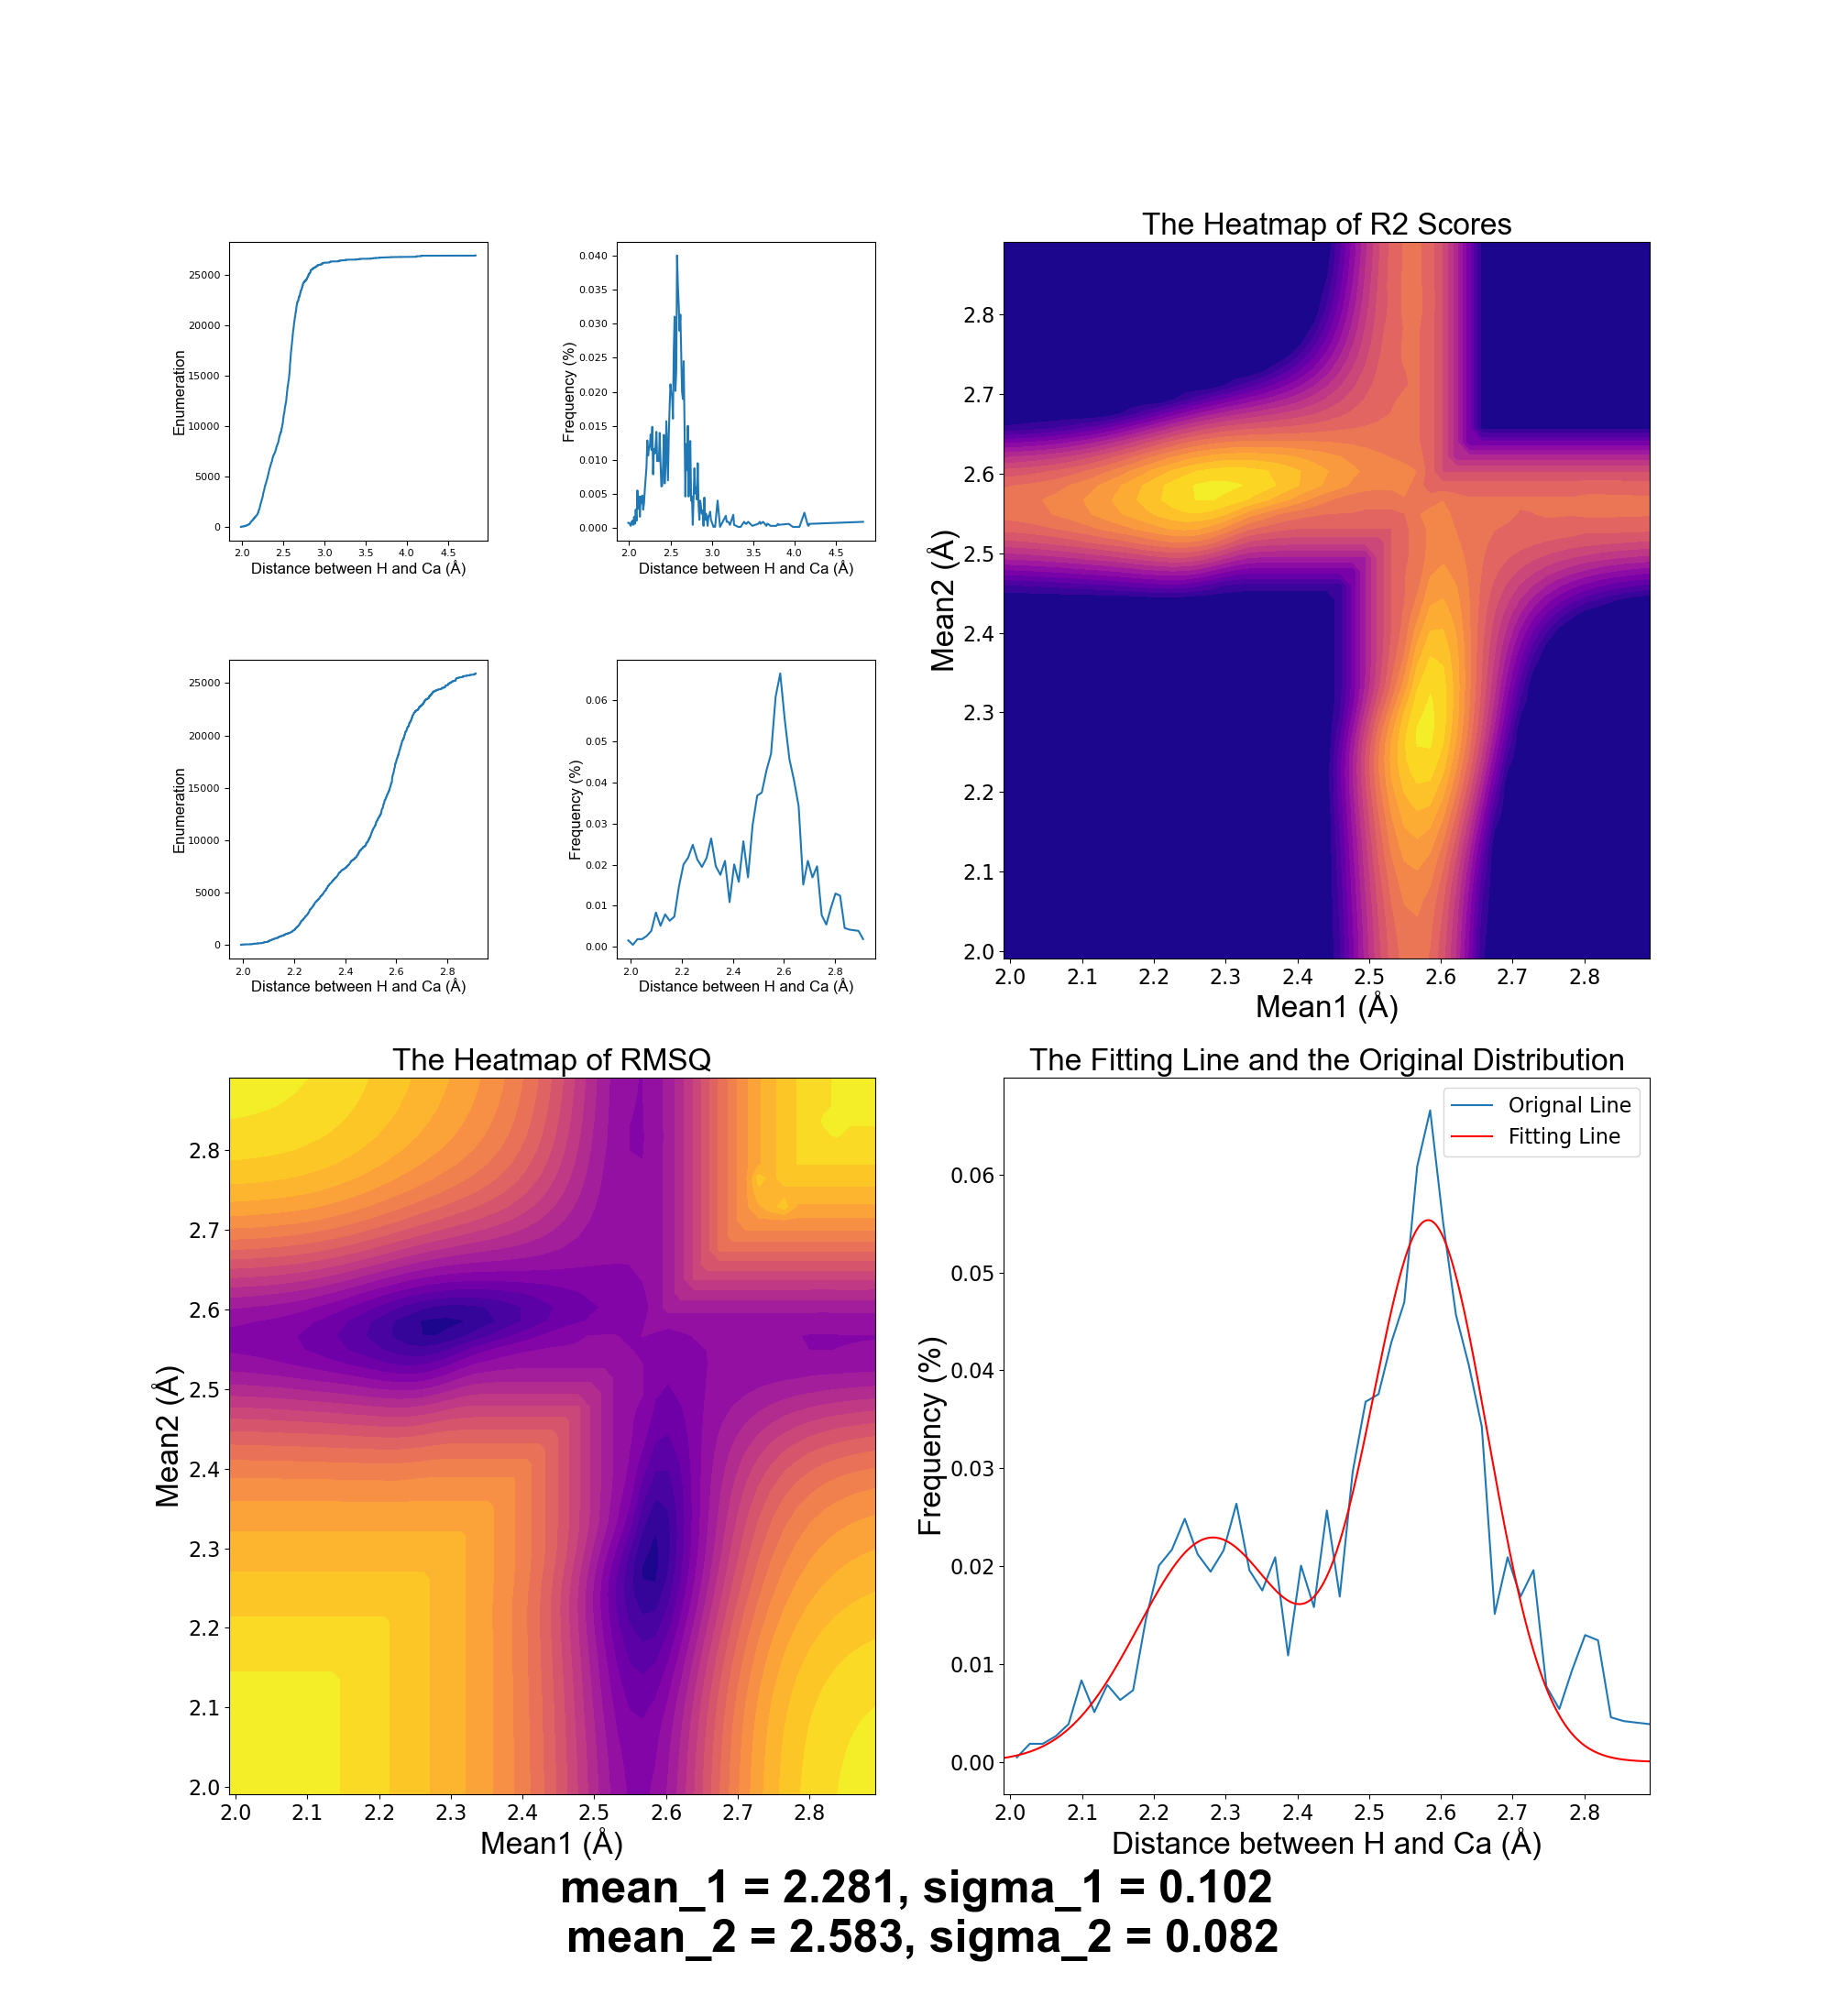 The Heatmap of R2 Scores
25000
20000
15000
10000
5000
0
Enumeration
2.0 2.5 3.0 3.5 4.0 4.5
Distance between H and Ca (Å)
0.040
0.035
0.030
0.025
0.020
0.015
0.010
0.005
0.000
Frequency (%)
2.0 2.5 3.0 3.5 4.0 4.5
Distance between H and Ca (Å)
2.8
2.7
2.6
2.5
2.4
2.3
2.2
2.1
2.0
Mean2 (Å)
2.0 2.1 2.2 2.3 2.4 2.5 2.6 2.7 2.8
Mean1 (Å)
25000
20000
15000
10000
5000
0
Enumeration
2.0 2.2 2.4 2.6 2.8
Distance between H and Ca (Å)
0.06
0.05
0.04
0.03
0.02
0.01
0.00
Frequency (%)
2.0 2.2 2.4 2.6 2.8
Distance between H and Ca (Å)
The Heatmap of RMSQ
2.8
2.7
2.6
2.5
2.4
2.3
2.2
2.1
2.0
Mean2 (Å)
2.0 2.1 2.2 2.3 2.4 2.5 2.6 2.7 2.8
Mean1 (Å)
The Fitting Line and the Original Distribution
Orignal Line
Fitting Line
0.06
0.05
0.04
0.03
0.02
0.01
0.00
Frequency (%)
2.0 2.1 2.2 2.3 2.4 2.5 2.6 2.7 2.8
Distance between H and Ca (Å)
mean_1 = 2.281, sigma_1 = 0.102
mean_2 = 2.583, sigma_2 = 0.082